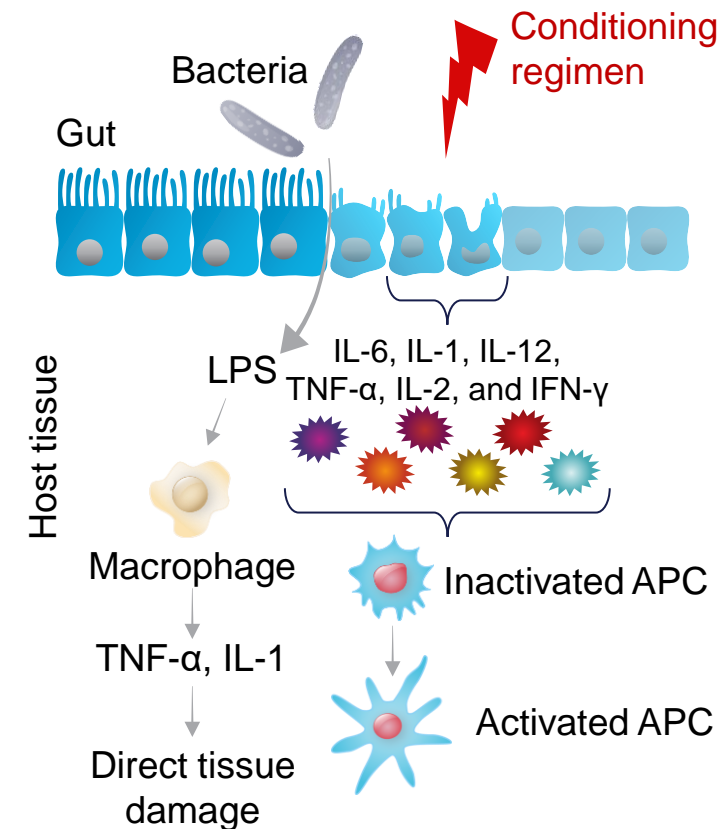 Conditioning
regimen
Bacteria
Gut
Host tissue
LPS
IL-6, IL-1, IL-12,
TNF-α, IL-2, and IFN-γ
Macrophage
Inactivated APC
TNF-α, IL-1
Activated APC
Direct tissue
damage